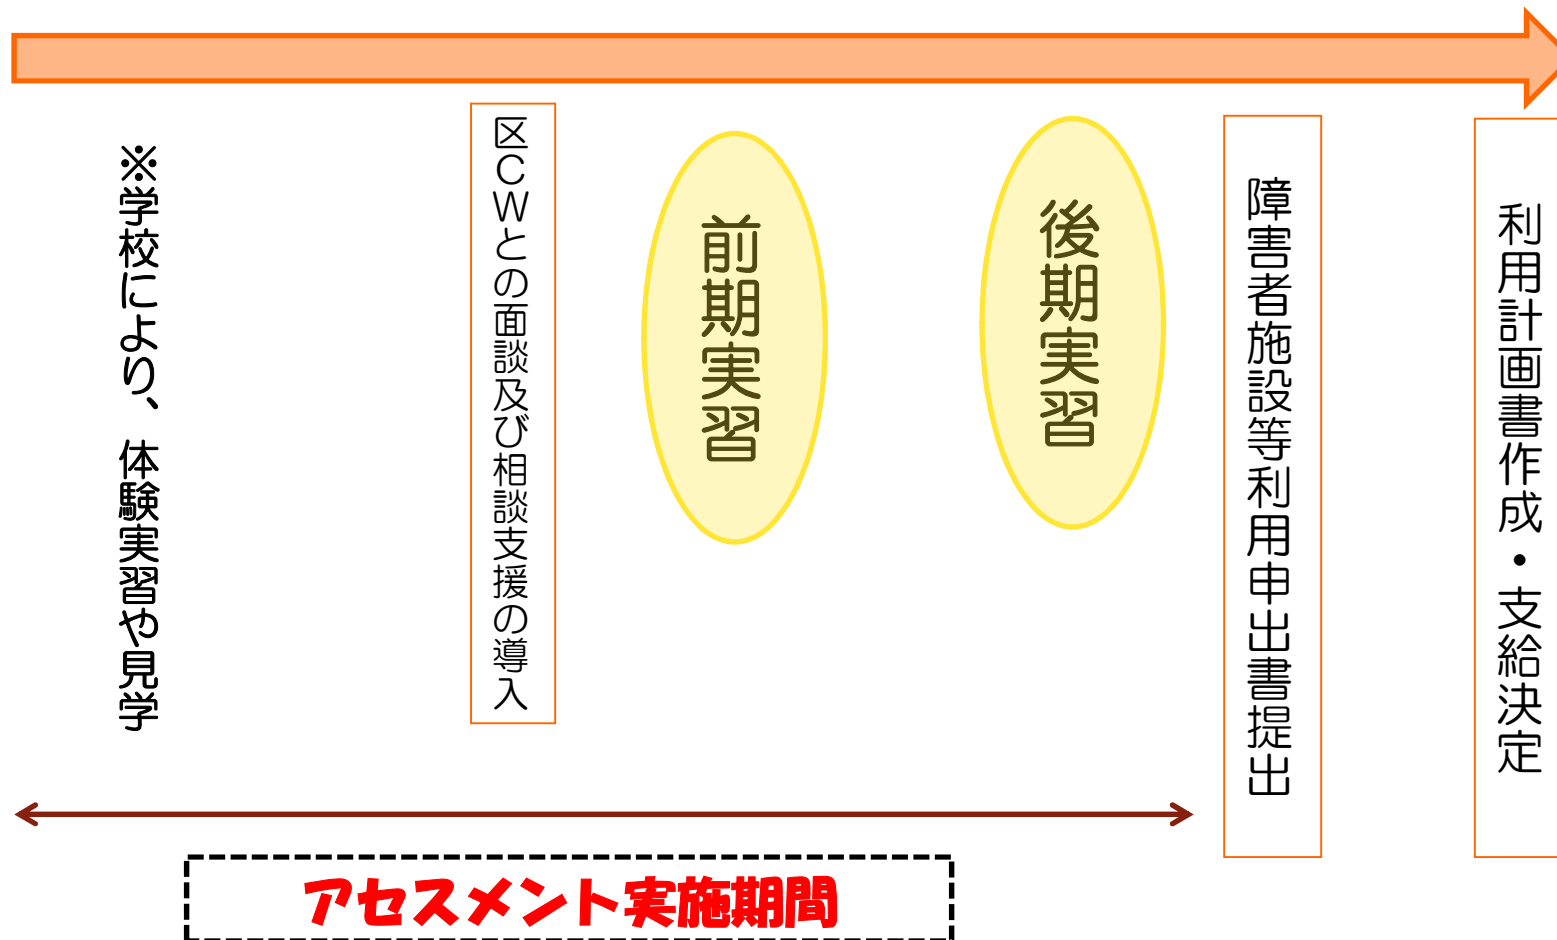 ※学校により、体験実習や見学
区CWとの面談及び相談支援の導入
前期実習
後期実習
障害者施設等利用申出書提出
利用計画書作成・支給決定
アセスメント実施期間